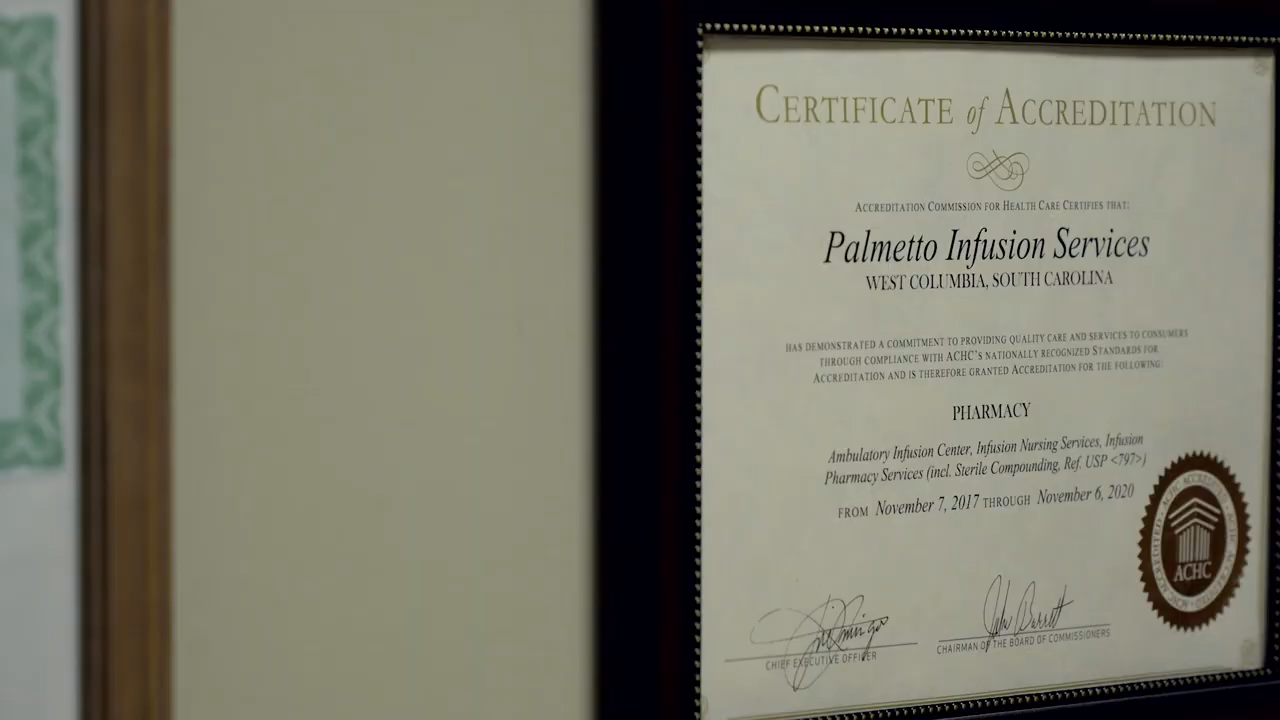 CERTIFICATE of ACCREDITATION
ACCREDITATION COMMISSION FOR HEALTH CARE CERTIFIES THAT:
Palmetto Infusion Services
WEST COLUMBIA, SOUTH CAROLINA
HAS DEMONSTRATED A COMMITMENT TO PROVIDING QUALITY CARE AND SERVICES TO CONSUMERS
THROUGH COMPLIANCE WITH ACHC'S NATIONALLY RECOGNIZED STANDARDS FOR
ACCREDITATION AND IS THEREFORE GRANTED ACCREDITATION FOR THE FOLLOWING:
PHARMACY
Ambulatory Infusion Center, Infusion Nursing Services, Infusion
Pharmacy Services (incl. Sterile Compounding, Ref. USP <797>)
FROM November 7, 2017 THROUGH November 6, 2020
ACHC ACCREDITED
ACHC
John Barrett
CHIEF EXECUTIVE OFFICER
CHAIRMAN OF THE BOARD OF COMMISSIONERS